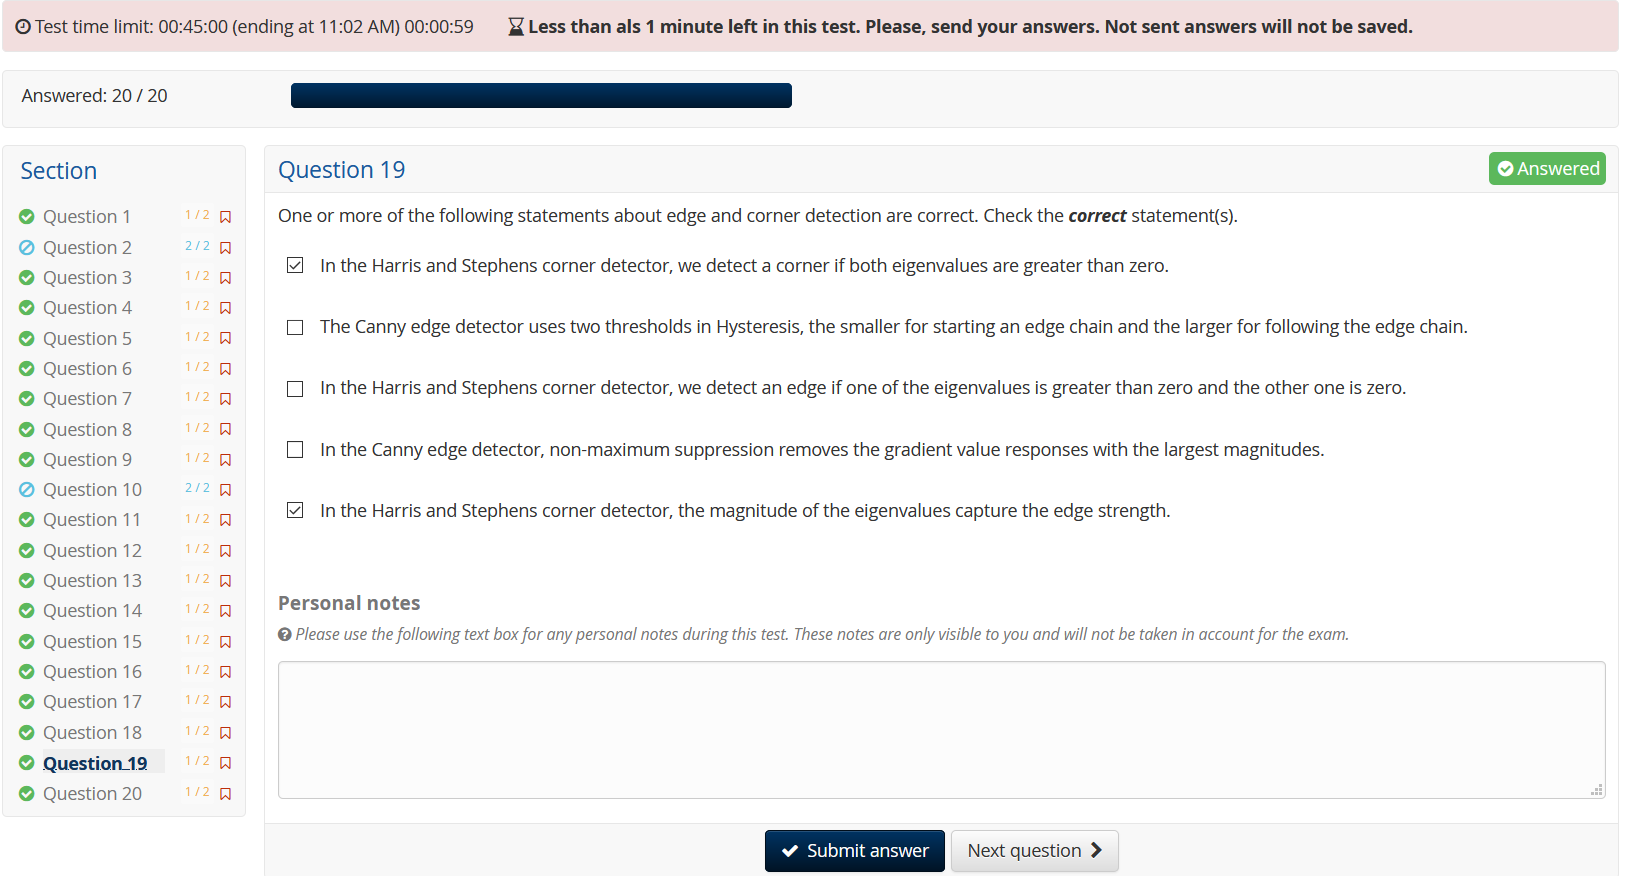 Test time limit: 00:45:00 (ending at 11:02 AM) 00:00:59 Less than als 1 minute left in this test. Please, send your answers. Not sent answers will not be saved.
Answered: 20 / 20
Section
Question 1 1 / 2
Question 2 2 / 2
Question 3 1 / 2
Question 4 1 / 2
Question 5 1 / 2
Question 6 1 / 2
Question 7 1 / 2
Question 8 1 / 2
Question 9 1 / 2
Question 10 2 / 2
Question 11 1 / 2
Question 12 1 / 2
Question 13 1 / 2
Question 14 1 / 2
Question 15 1 / 2
Question 16 1 / 2
Question 17 1 / 2
Question 18 1 / 2
Question 19 1 / 2
Question 20 1 / 2
Question 19 Answered
One or more of the following statements about edge and corner detection are correct. Check the correct statement(s).
In the Harris and Stephens corner detector, we detect a corner if both eigenvalues are greater than zero.
The Canny edge detector uses two thresholds in Hysteresis, the smaller for starting an edge chain and the larger for following the edge chain.
In the Harris and Stephens corner detector, we detect an edge if one of the eigenvalues is greater than zero and the other one is zero.
In the Canny edge detector, non-maximum suppression removes the gradient value responses with the largest magnitudes.
In the Harris and Stephens corner detector, the magnitude of the eigenvalues capture the edge strength.
Personal notes
Please use the following text box for any personal notes during this test. These notes are only visible to you and will not be taken in account for the exam.
Submit answer Next question